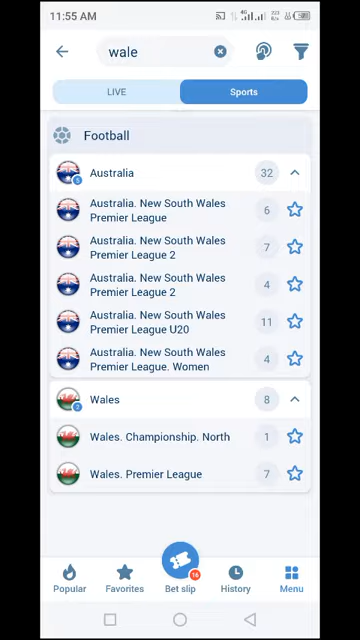 11:55 AM
wale
LIVE
Sports
Football
Australia
32
Australia. New South Wales
Premier League
6
Australia. New South Wales
Premier League 2
7
Australia. New South Wales
Premier League 2
4
Australia. New South Wales
Premier League U20
11
Australia. New South Wales
Premier League. Women
4
Wales
8
Wales. Championship. North
1
Wales. Premier League
7
16
Popular
Favorites
Bet slip
History
Menu